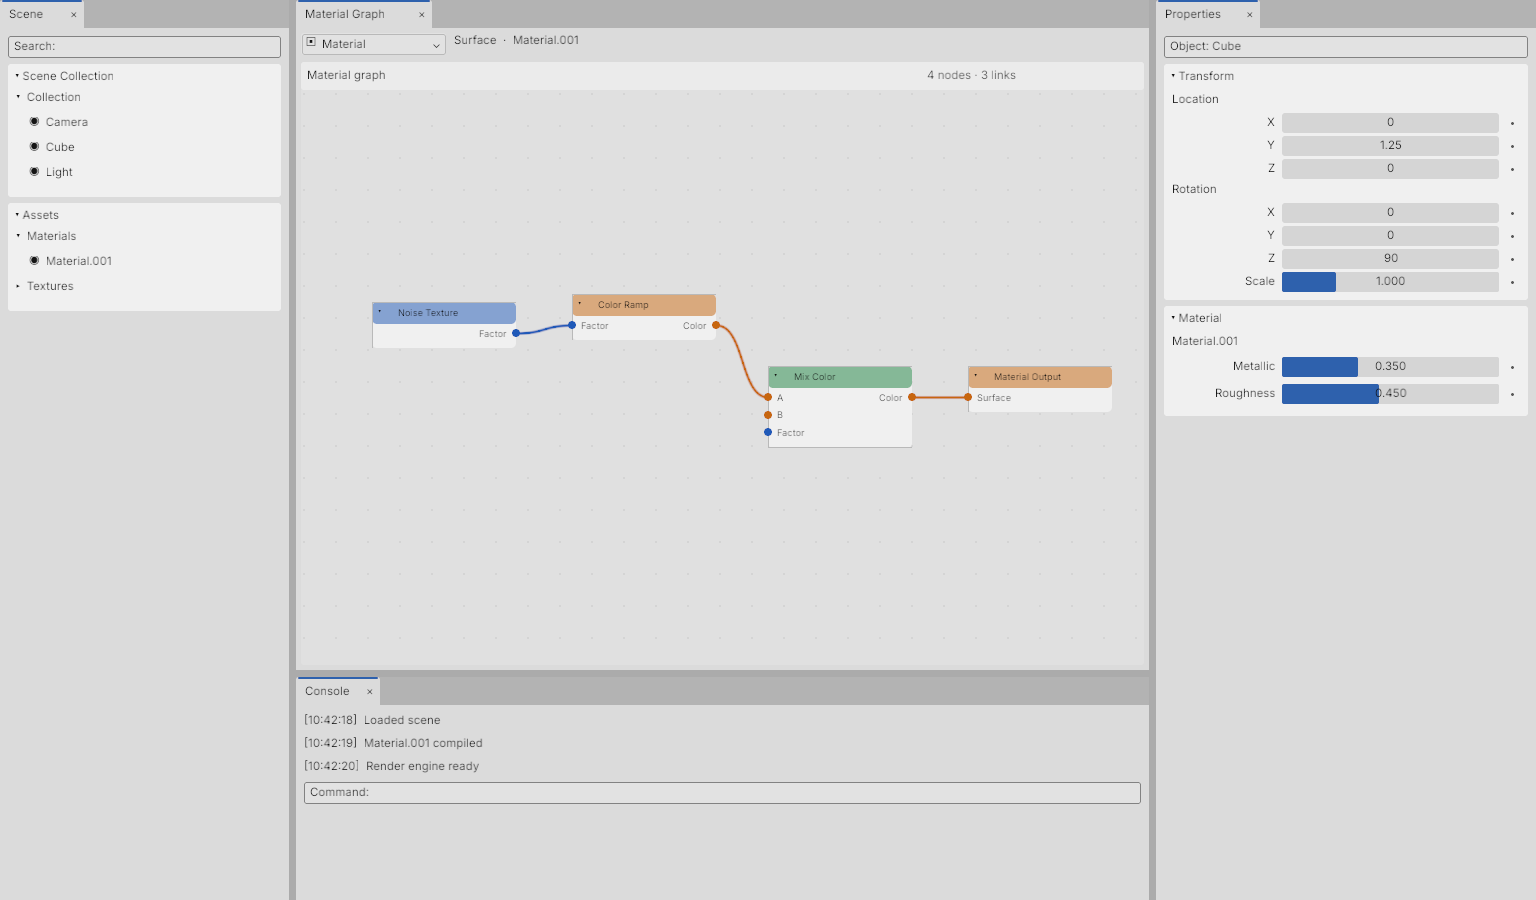 Scene ×
Search:
Scene Collection
Collection
Camera
Cube
Light
Assets
Materials
Material.001
Textures
Material Graph ×
Material
Surface · Material.001
Material graph
4 nodes · 3 links
Noise Texture
Factor
Color Ramp
Factor Color
Mix Color
A Color
B
Factor
Material Output
Surface
Console ×
[10:42:18] Loaded scene
[10:42:19] Material.001 compiled
[10:42:20] Render engine ready
Command:
Properties ×
Object: Cube
Transform
Location
X 0
Y 1.25
Z 0
Rotation
X 0
Y 0
Z 90
Scale 1.000
Material
Material.001
Metallic 0.350
Roughness 0.450